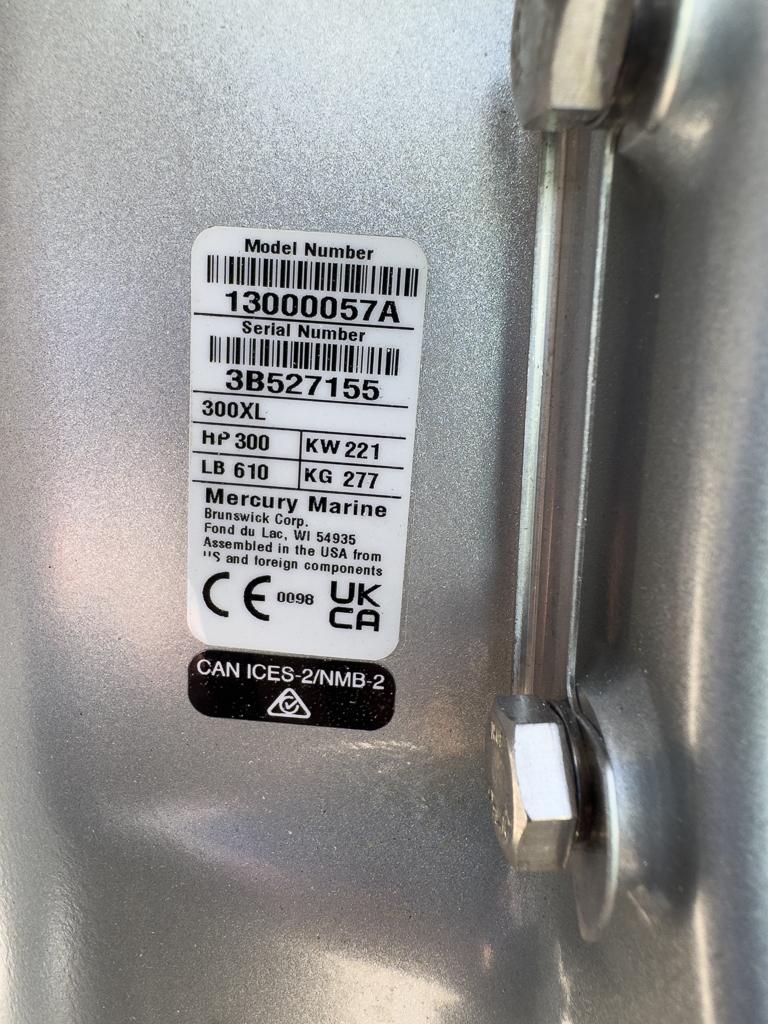 Model Number
13000057A
Serial Number
3B527155
300XL
HP 300 KW 221
LB 610 KG 277
Mercury Marine
Brunswick Corp.
Fond du Lac, WI 54935
Assembled in the USA from
US and foreign components
CE 0098 UK
CA
CAN ICES-2/NMB-2